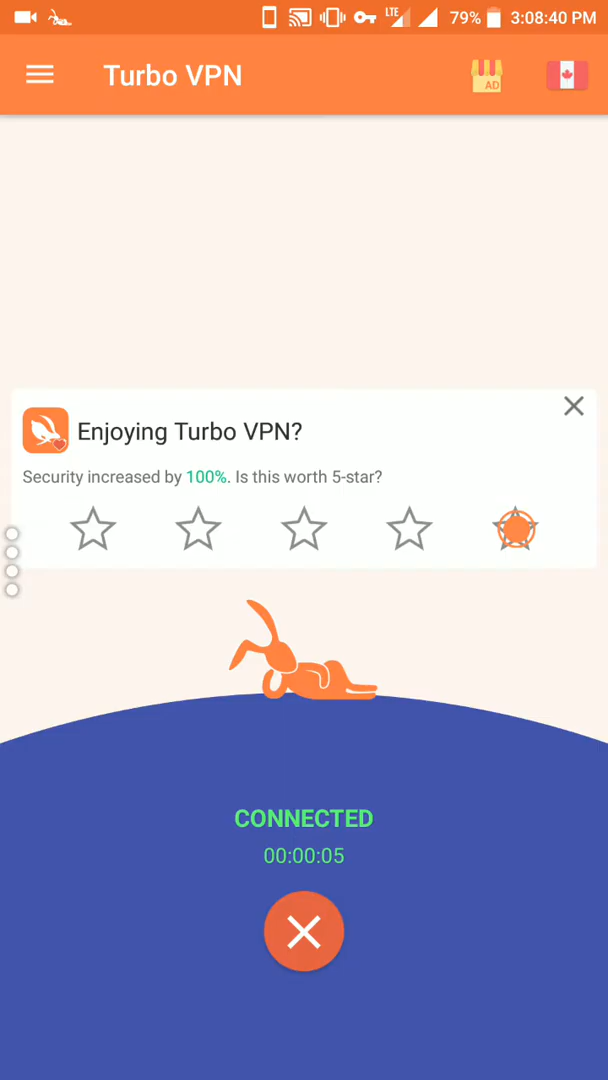 LTE 79% 3:08:40 PM
Turbo VPN
AD
Enjoying Turbo VPN?
Security increased by 100%. Is this worth 5-star?
CONNECTED
00:00:05